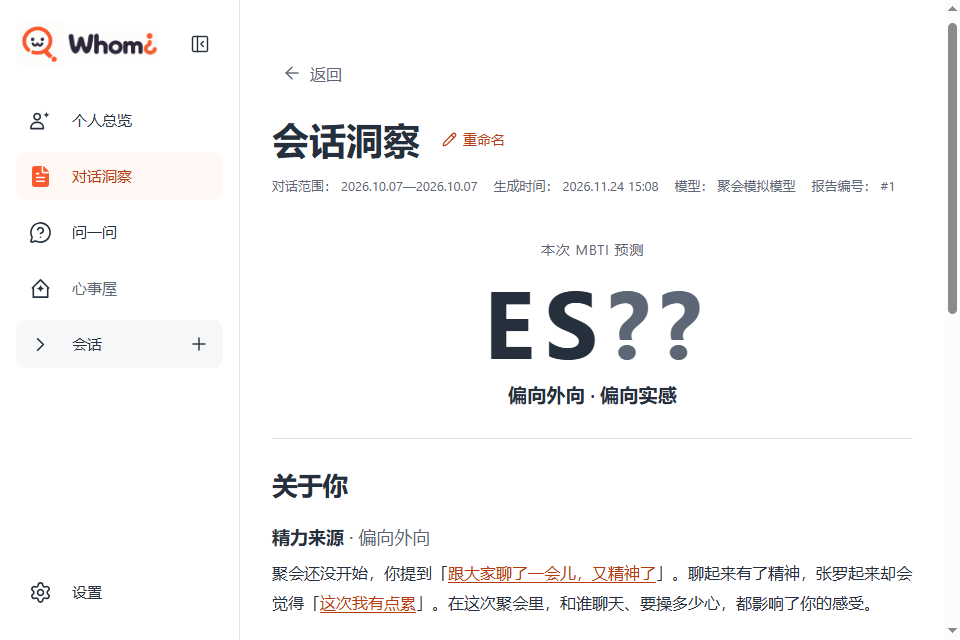 Whomi
返回
个人总览
会话洞察
重命名
对话洞察
对话范围： 2026.10.07—2026.10.07 生成时间： 2026.11.24 15:08 模型： 聚会模拟模型 报告编号： #1
问一问
本次 MBTI 预测
心事屋
ES??
会话
偏向外向 · 偏向实感
关于你
精力来源 · 偏向外向
聚会还没开始，你提到「跟大家聊了一会儿，又精神了」。聊起来有了精神，张罗起来却会
觉得「这次我有点累」。在这次聚会里，和谁聊天、要操多少心，都影响了你的感受。
设置